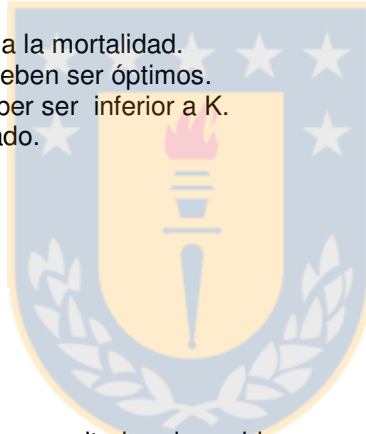 a la mortalidad.
eben ser óptimos.
ber ser inferior a K.
ado.